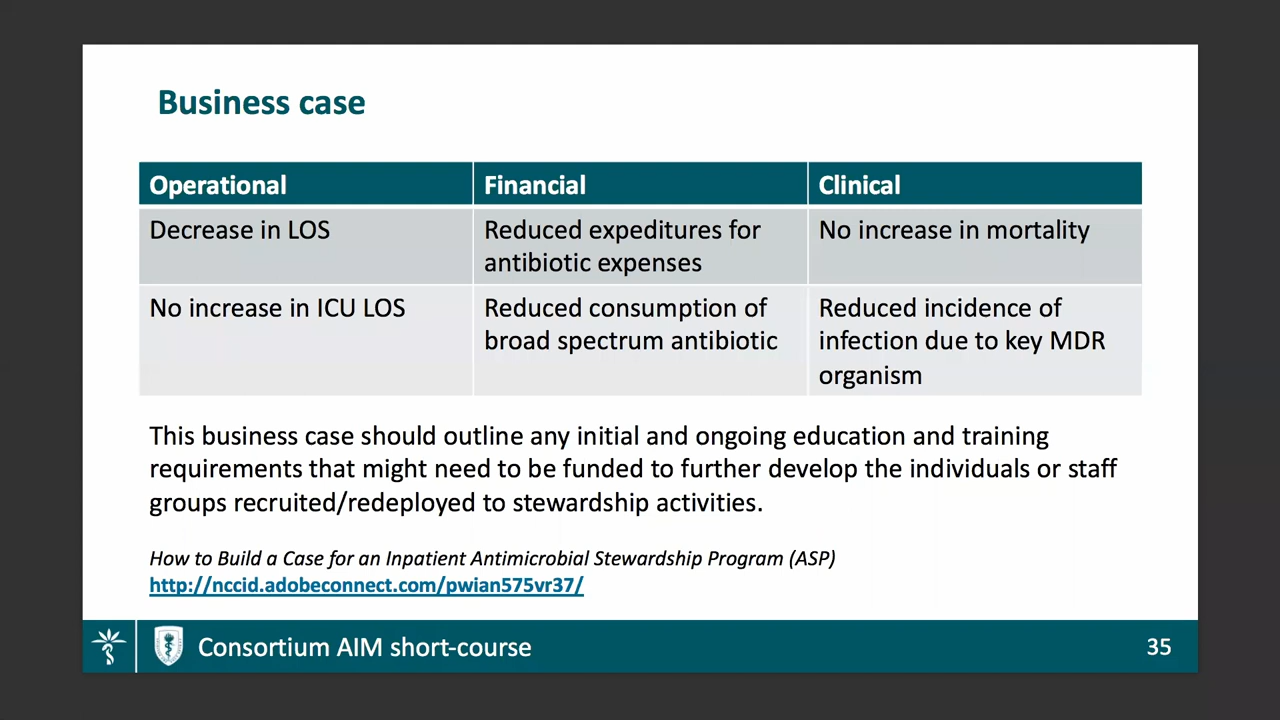 Business case
Operational
Financial
Clinical
Decrease in LOS
Reduced expeditures for
antibiotic expenses
No increase in mortality
No increase in ICU LOS
Reduced consumption of
broad spectrum antibiotic
Reduced incidence of
infection due to key MDR
organism
This business case should outline any initial and ongoing education and training
requirements that might need to be funded to further develop the individuals or staff
groups recruited/redeployed to stewardship activities.
How to Build a Case for an Inpatient Antimicrobial Stewardship Program (ASP)
http://nccid.adobeconnect.com/pwian575vr37/
Consortium AIM short-course
35